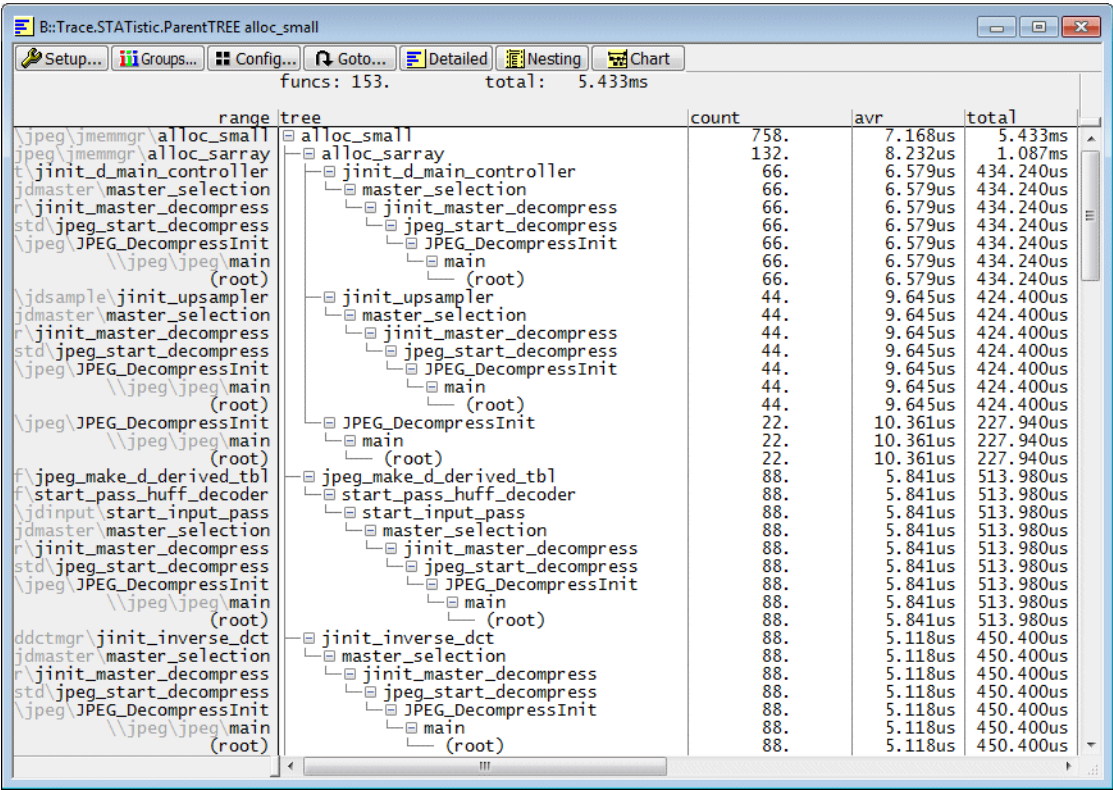 B::Trace.STATistic.ParentTREE alloc_small
Setup... Groups... Config... Goto... Detailed Nesting Chart
funcs: 153. total: 5.433ms
range tree count avr total
\jpeg\jmemmgr\alloc_small alloc_small 758. 7.168us 5.433ms
jpeg\jmemmgr\alloc_sarray alloc_sarray 132. 8.232us 1.087ms
t\jinit_d_main_controller jinit_d_main_controller 66. 6.579us 434.240us
jdmaster\master_selection master_selection 66. 6.579us 434.240us
r\jinit_master_decompress jinit_master_decompress 66. 6.579us 434.240us
std\jpeg_start_decompress jpeg_start_decompress 66. 6.579us 434.240us
\jpeg\JPEG_DecompressInit JPEG_DecompressInit 66. 6.579us 434.240us
\\jpeg\jpeg\main main 66. 6.579us 434.240us
(root) (root) 66. 6.579us 434.240us
\jdsample\jinit_upsampler jinit_upsampler 44. 9.645us 424.400us
jdmaster\master_selection master_selection 44. 9.645us 424.400us
r\jinit_master_decompress jinit_master_decompress 44. 9.645us 424.400us
std\jpeg_start_decompress jpeg_start_decompress 44. 9.645us 424.400us
\jpeg\JPEG_DecompressInit JPEG_DecompressInit 44. 9.645us 424.400us
\\jpeg\jpeg\main main 44. 9.645us 424.400us
(root) (root) 44. 9.645us 424.400us
\jpeg\JPEG_DecompressInit JPEG_DecompressInit 22. 10.361us 227.940us
\\jpeg\jpeg\main main 22. 10.361us 227.940us
(root) (root) 22. 10.361us 227.940us
f\jpeg_make_d_derived_tbl jpeg_make_d_derived_tbl 88. 5.841us 513.980us
f\start_pass_huff_decoder start_pass_huff_decoder 88. 5.841us 513.980us
\jdinput\start_input_pass start_input_pass 88. 5.841us 513.980us
jdmaster\master_selection master_selection 88. 5.841us 513.980us
r\jinit_master_decompress jinit_master_decompress 88. 5.841us 513.980us
std\jpeg_start_decompress jpeg_start_decompress 88. 5.841us 513.980us
\jpeg\JPEG_DecompressInit JPEG_DecompressInit 88. 5.841us 513.980us
\\jpeg\jpeg\main main 88. 5.841us 513.980us
(root) (root) 88. 5.841us 513.980us
ddctmgr\jinit_inverse_dct jinit_inverse_dct 88. 5.118us 450.400us
jdmaster\master_selection master_selection 88. 5.118us 450.400us
r\jinit_master_decompress jinit_master_decompress 88. 5.118us 450.400us
std\jpeg_start_decompress jpeg_start_decompress 88. 5.118us 450.400us
\jpeg\JPEG_DecompressInit JPEG_DecompressInit 88. 5.118us 450.400us
\\jpeg\jpeg\main main 88. 5.118us 450.400us
(root) (root) 88. 5.118us 450.400us